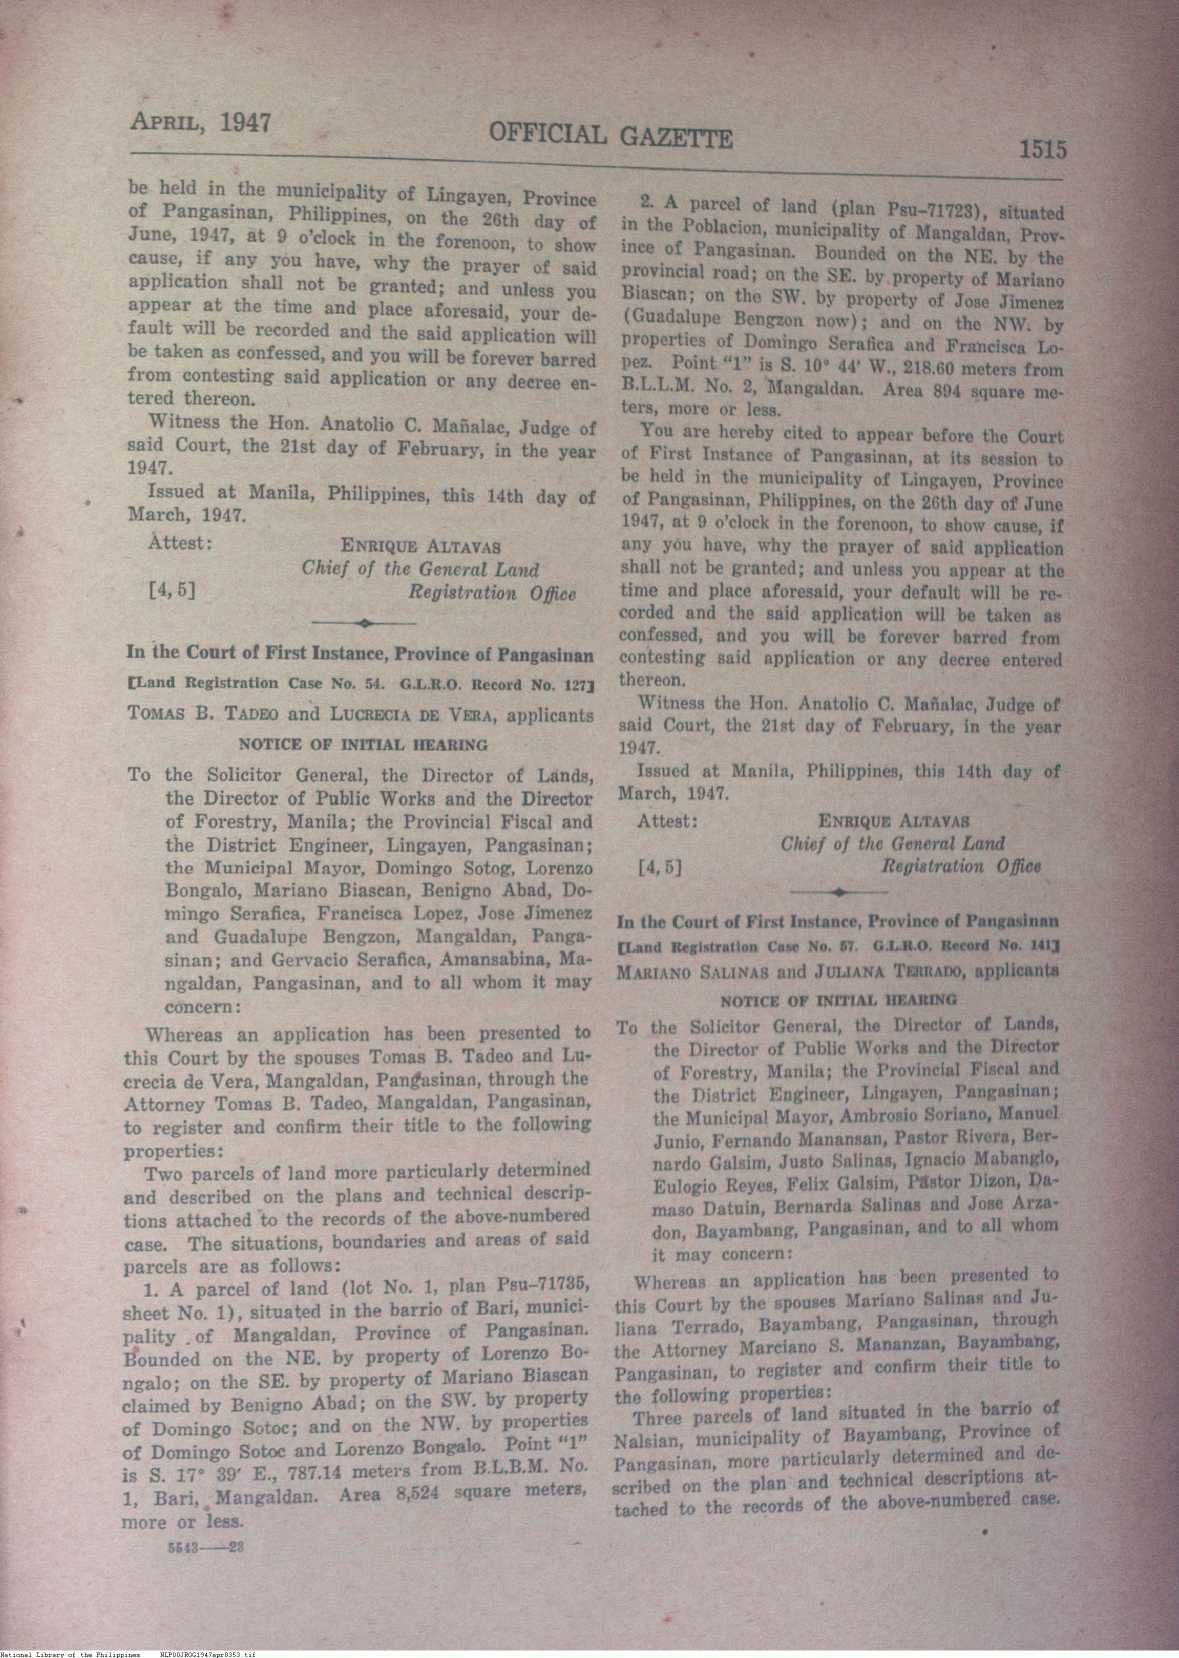 APRIL, 1947
OFFICIAL GAZETTE
1515
be held in the municipality of Lingayen, Province
of Pangasinan, Philippines, on the 26th day of
June, 1947, at 9 o'clock in the forenoon, to show
cause, if any you have, why the prayer of said
application shall not be granted; and unless you
appear at the time and place aforesaid, your de-
fault will be recorded and the said application will
be taken as confessed, and you will be forever barred
from contesting said application or any decree en-
tered thereon.
Witness the Hon. Anatolio C. Mañalac, Judge of
said Court, the 21st day of February, in the year
1947.
Issued at Manila, Philippines, this 14th day of
March, 1947.
Attest: ENRIQUE ALTAVAS
Chief of the General Land
[4, 5] Registration Office
In the Court of First Instance, Province of Pangasinan
[Land Registration Case No. 54. G.L.R.O. Record No. 127]
TOMAS B. TADEO and LUCRECIA DE VERA, applicants
NOTICE OF INITIAL HEARING
To the Solicitor General, the Director of Lands,
the Director of Public Works and the Director
of Forestry, Manila; the Provincial Fiscal and
the District Engineer, Lingayen, Pangasinan;
the Municipal Mayor, Domingo Sotog, Lorenzo
Bongalo, Mariano Biascan, Benigno Abad, Do-
mingo Serafica, Francisca Lopez, Jose Jimenez
and Guadalupe Bengzon, Mangaldan, Panga-
sinan; and Gervacio Serafica, Amansabina, Ma-
ngaldan, Pangasinan, and to all whom it may
concern:
Whereas an application has been presented to
this Court by the spouses Tomas B. Tadeo and Lu-
crecia de Vera, Mangaldan, Pangasinan, through the
Attorney Tomas B. Tadeo, Mangaldan, Pangasinan,
to register and confirm their title to the following
properties:
Two parcels of land more particularly determined
and described on the plans and technical descrip-
tions attached to the records of the above-numbered
case. The situations, boundaries and areas of said
parcels are as follows:
1. A parcel of land (lot No. 1, plan Psu-71735,
sheet No. 1), situated in the barrio of Bari, munici-
pality of Mangaldan, Province of Pangasinan.
Bounded on the NE. by property of Lorenzo Bo-
ngalo; on the SE. by property of Mariano Biascan
claimed by Benigno Abad; on the SW. by property
of Domingo Sotoc; and on the NW. by properties
of Domingo Sotoc and Lorenzo Bongalo. Point "1"
is S. 17° 39' E., 787.14 meters from B.L.B.M. No.
1, Bari, Mangaldan. Area 8,524 square meters,
more or less.
5543——23
2. A parcel of land (plan Psu-71723), situated
in the Poblacion, municipality of Mangaldan, Prov-
ince of Pangasinan. Bounded on the NE. by the
provincial road; on the SE. by property of Mariano
Biascan; on the SW. by property of Jose Jimenez
(Guadalupe Bengzon now); and on the NW. by
properties of Domingo Serafica and Francisca Lo-
pez. Point "1" is S. 10° 44' W., 218.60 meters from
B.L.L.M. No. 2, Mangaldan. Area 894 square me-
ters, more or less.
You are hereby cited to appear before the Court
of First Instance of Pangasinan, at its session to
be held in the municipality of Lingayen, Province
of Pangasinan, Philippines, on the 26th day of June
1947, at 9 o'clock in the forenoon, to show cause, if
any you have, why the prayer of said application
shall not be granted; and unless you appear at the
time and place aforesaid, your default will be re-
corded and the said application will be taken as
confessed, and you will be forever barred from
contesting said application or any decree entered
thereon.
Witness the Hon. Anatolio C. Mañalac, Judge of
said Court, the 21st day of February, in the year
1947.
Issued at Manila, Philippines, this 14th day of
March, 1947.
Attest: ENRIQUE ALTAVAS
Chief of the General Land
[4, 5] Registration Office
In the Court of First Instance, Province of Pangasinan
[Land Registration Case No. 57. G.L.R.O. Record No. 141]
MARIANO SALINAS and JULIANA TERRADO, applicants
NOTICE OF INITIAL HEARING
To the Solicitor General, the Director of Lands,
the Director of Public Works and the Director
of Forestry, Manila; the Provincial Fiscal and
the District Engineer, Lingayen, Pangasinan;
the Municipal Mayor, Ambrosio Soriano, Manuel
Junio, Fernando Manansan, Pastor Rivera, Ber-
nardo Galsim, Justo Salinas, Ignacio Mabanglo,
Eulogio Reyes, Felix Galsim, Pastor Dizon, Da-
maso Datuin, Bernarda Salinas and Jose Arza-
don, Bayambang, Pangasinan, and to all whom
it may concern:
Whereas an application has been presented to
this Court by the spouses Mariano Salinas and Ju-
liana Terrado, Bayambang, Pangasinan, through
the Attorney Marciano S. Mananzan, Bayambang,
Pangasinan, to register and confirm their title to
the following properties:
Three parcels of land situated in the barrio of
Nalsian, municipality of Bayambang, Province of
Pangasinan, more particularly determined and de-
scribed on the plan and technical descriptions at-
tached to the records of the above-numbered case.
National Library of the Philippines NLP00JROG1947apr0353.tif